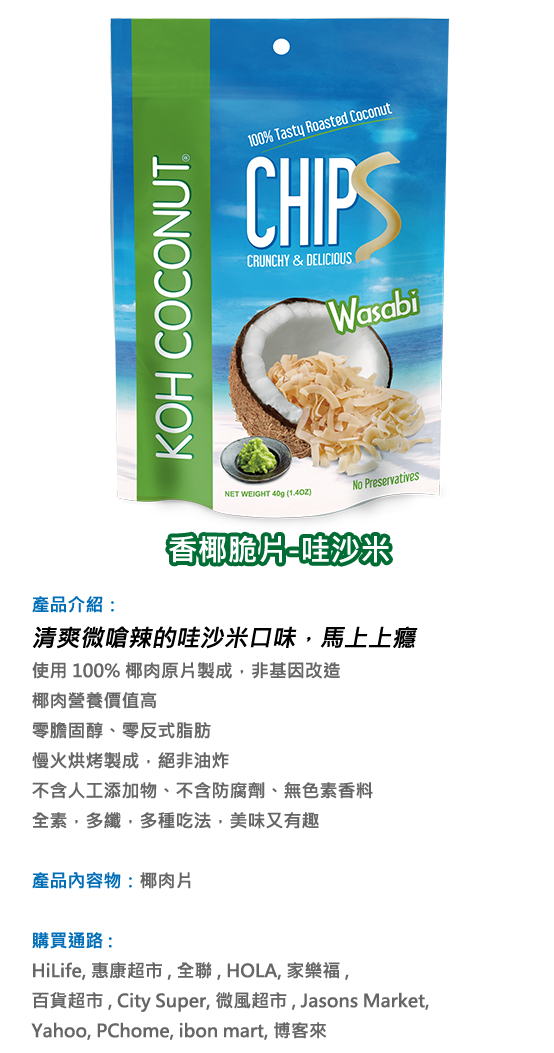 KOH COCONUT®
100% Tasty Roasted Coconut
CHIPS
CRUNCHY & DELICIOUS
Wasabi
NET WEIGHT 40g (1.4OZ)
No Preservatives
香椰脆片-哇沙米
產品介紹：
清爽微嗆辣的哇沙米口味，馬上上癮
使用 100% 椰肉原片製成，非基因改造
椰肉營養價值高
零膽固醇、零反式脂肪
慢火烘烤製成，絕非油炸
不含人工添加物、不含防腐劑、無色素香料
全素，多纖，多種吃法，美味又有趣
產品內容物：椰肉片
購買通路：
HiLife, 惠康超市 , 全聯 , HOLA, 家樂福 ,
百貨超市 , City Super, 微風超市 , Jasons Market,
Yahoo, PChome, ibon mart, 博客來